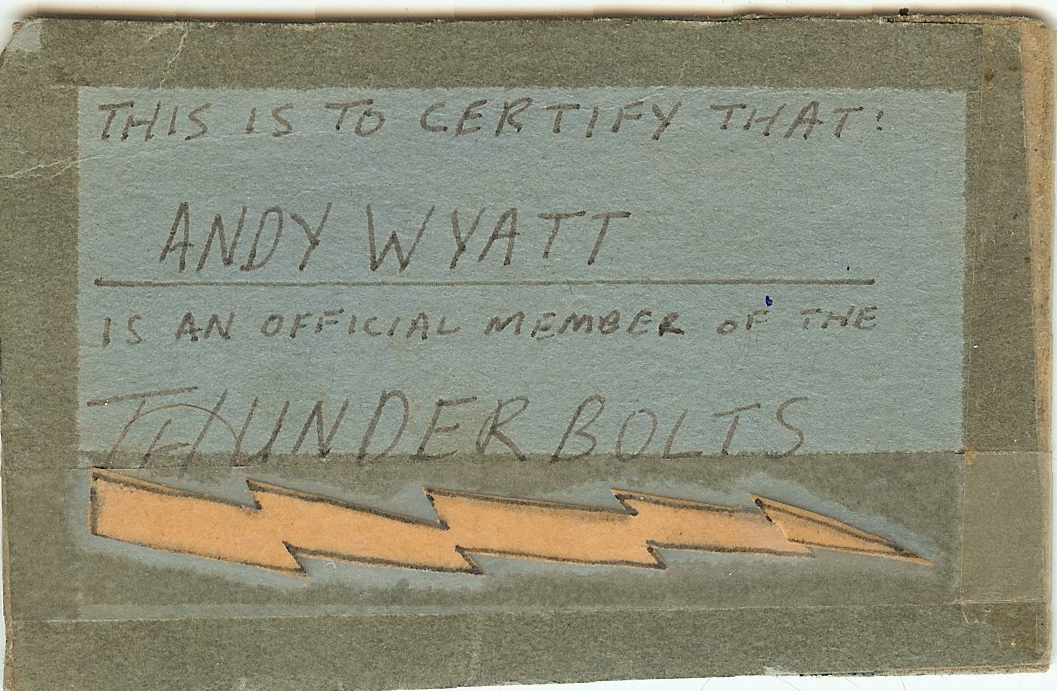 THIS IS TO CERTIFY THAT:
ANDY WYATT
IS AN OFFICIAL MEMBER OF THE
THUNDERBOLTS